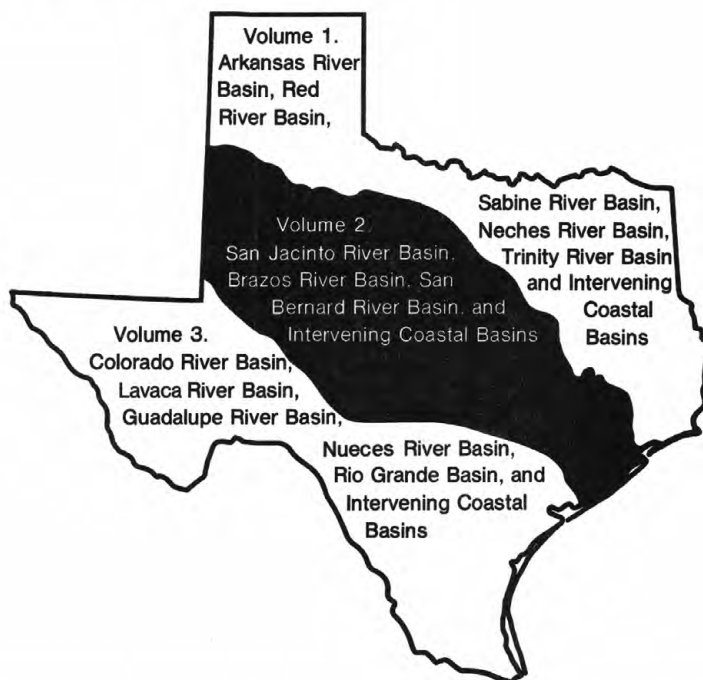 Volume 1.
Arkansas River
Basin, Red
River Basin,
Sabine River Basin,
Neches River Basin,
Trinity River Basin
and Intervening
Coastal
Basins
Volume 2.
San Jacinto River Basin,
Brazos River Basin, San
Bernard River Basin, and
Intervening Coastal Basins
Volume 3.
Colorado River Basin,
Lavaca River Basin,
Guadalupe River Basin,
Nueces River Basin,
Rio Grande Basin, and
Intervening Coastal
Basins